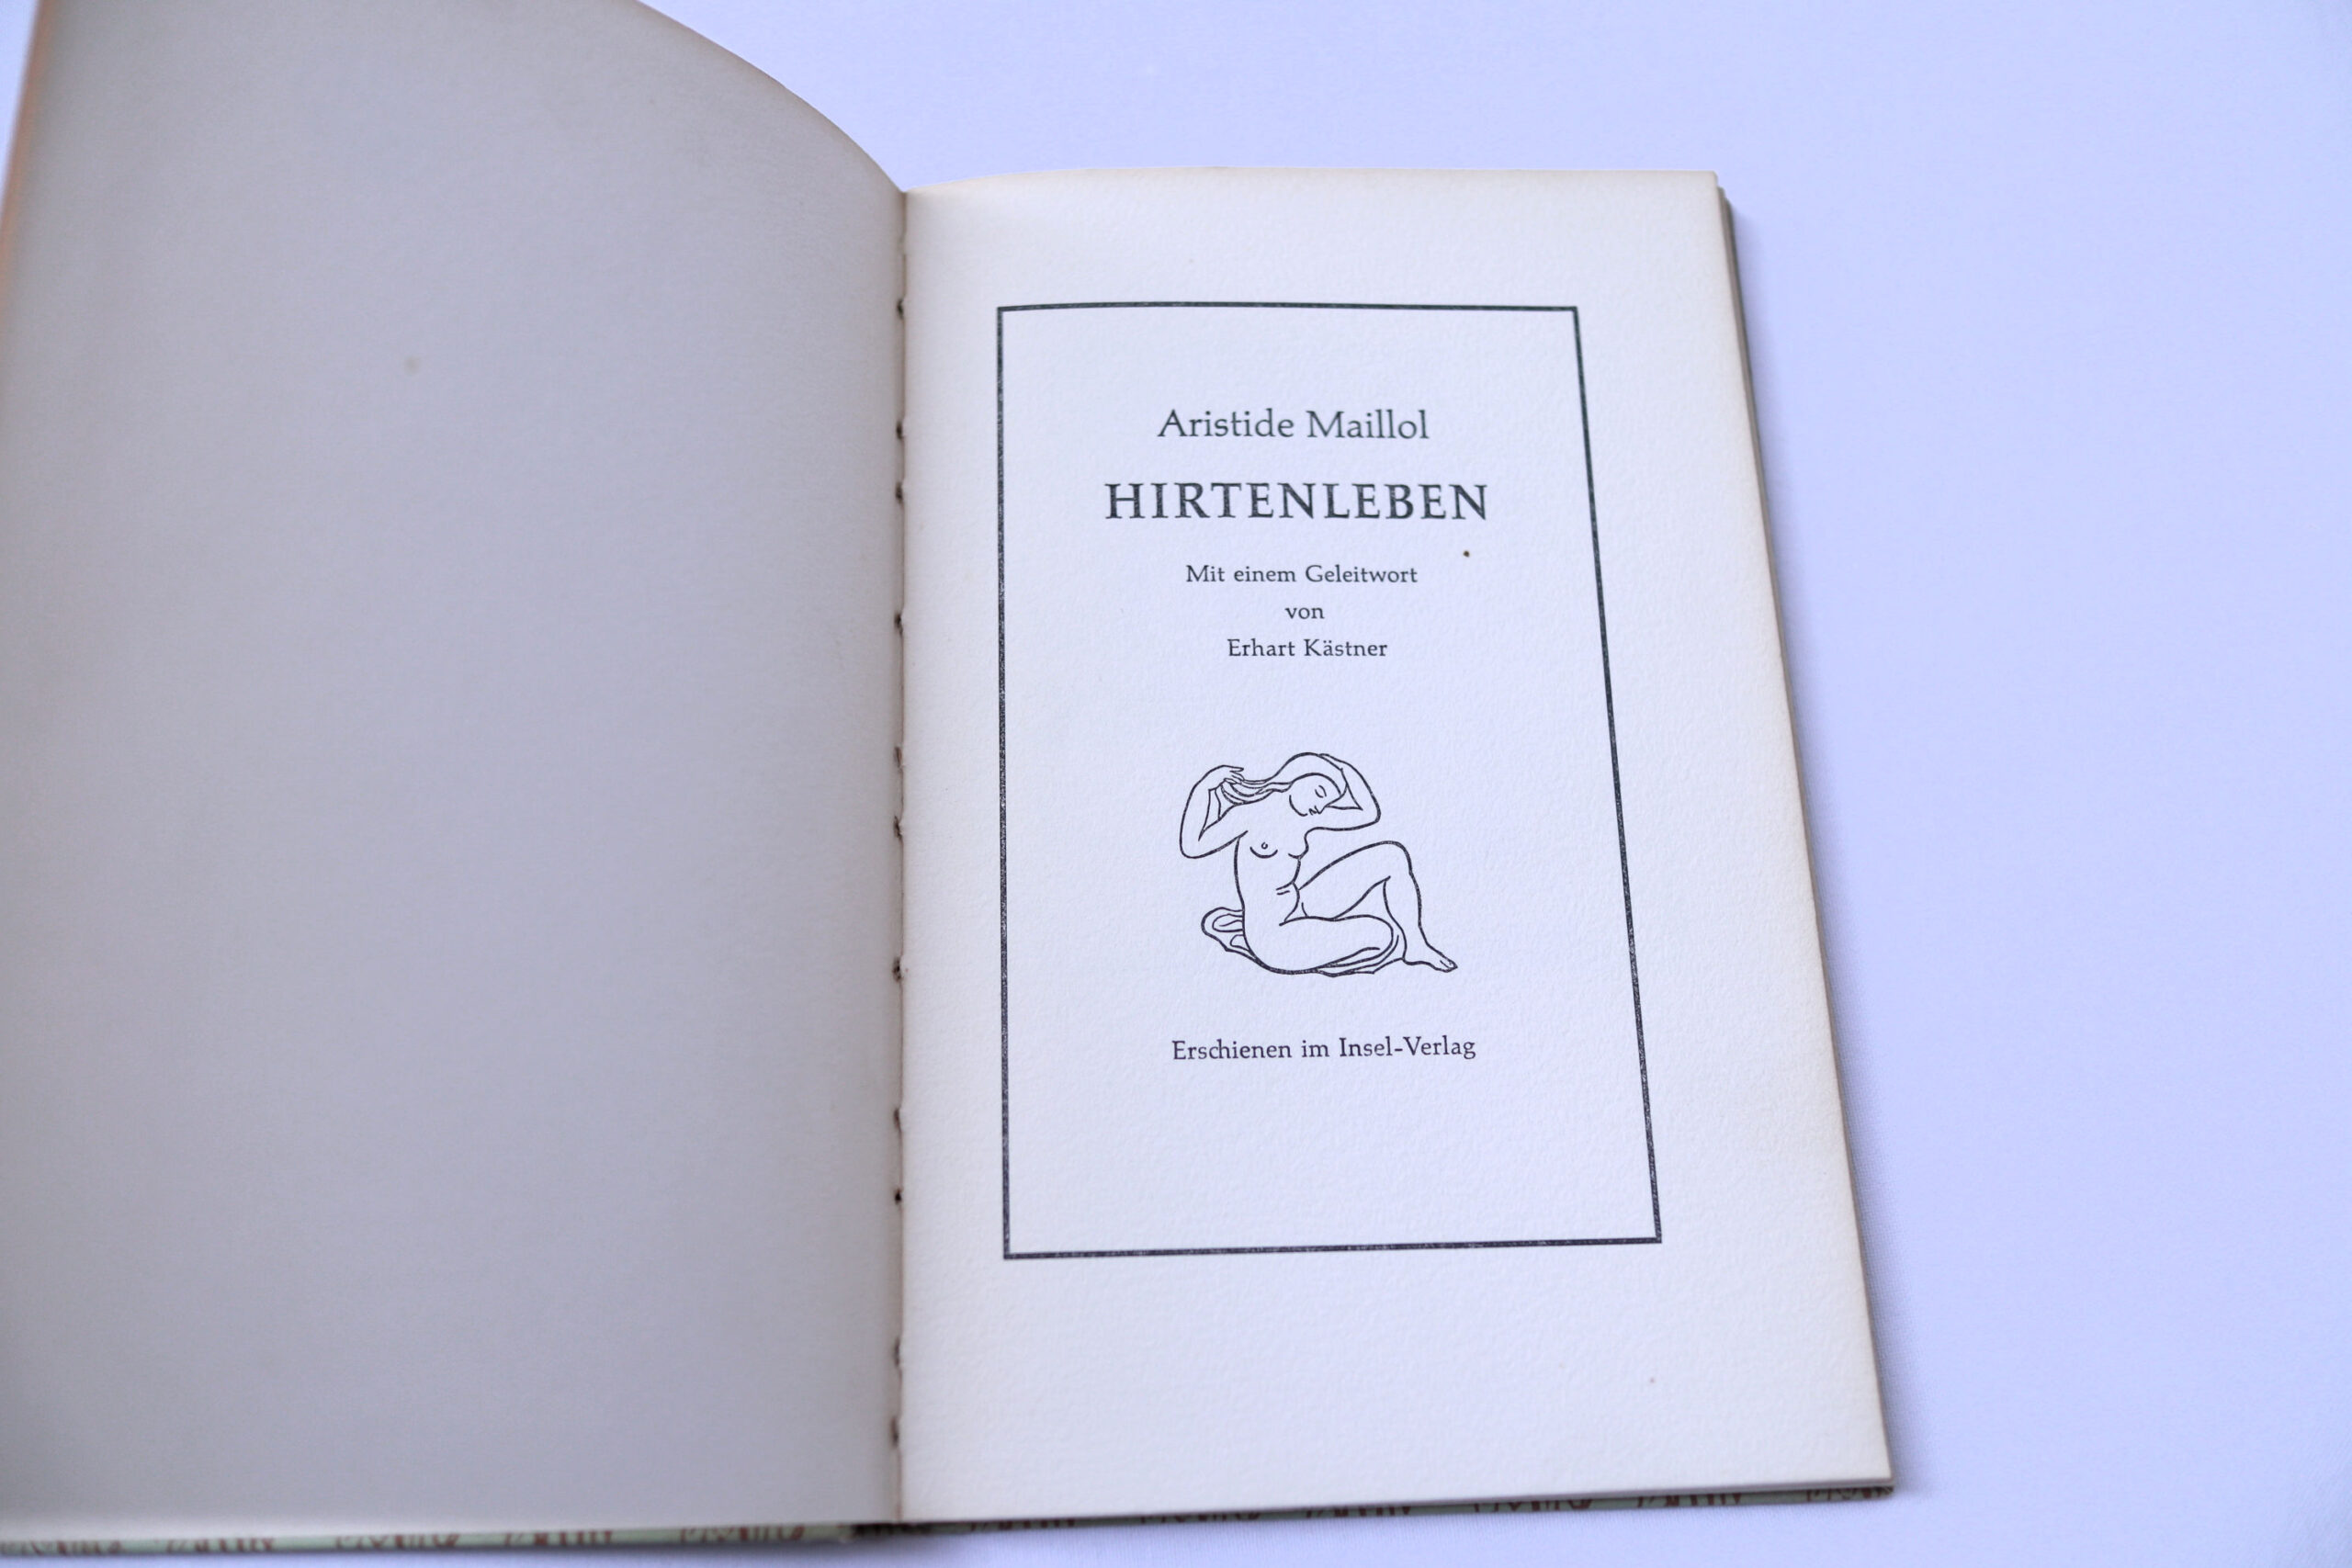 Aristide Maillol
HIRTENLEBEN
Mit einem Geleitwort
von
Erhart Kästner
Erschienen im Insel-Verlag